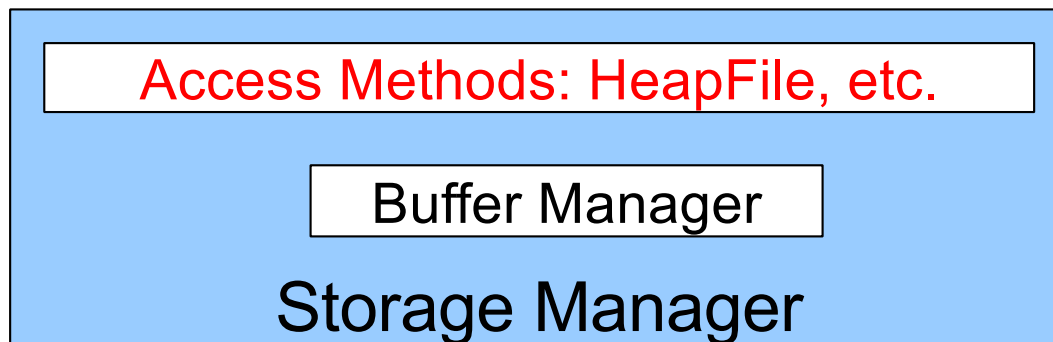 Access Methods: HeapFile, etc.
Buffer Manager
Storage Manager